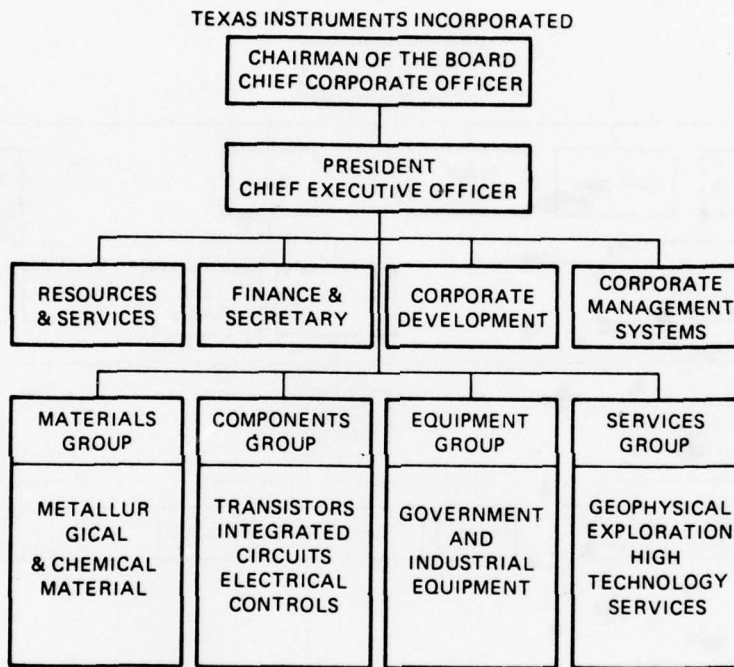 TEXAS INSTRUMENTS INCORPORATED
CHAIRMAN OF THE BOARD
CHIEF CORPORATE OFFICER
PRESIDENT
CHIEF EXECUTIVE OFFICER
RESOURCES
& SERVICES
FINANCE &
SECRETARY
CORPORATE
DEVELOPMENT
CORPORATE
MANAGEMENT
SYSTEMS
MATERIALS
GROUP
METALLUR
GICAL
& CHEMICAL
MATERIAL
COMPONENTS
GROUP
TRANSISTORS
INTEGRATED
CIRCUITS
ELECTRICAL
CONTROLS
EQUIPMENT
GROUP
GOVERNMENT
AND
INDUSTRIAL
EQUIPMENT
SERVICES
GROUP
GEOPHYSICAL
EXPLORATION
HIGH
TECHNOLOGY
SERVICES